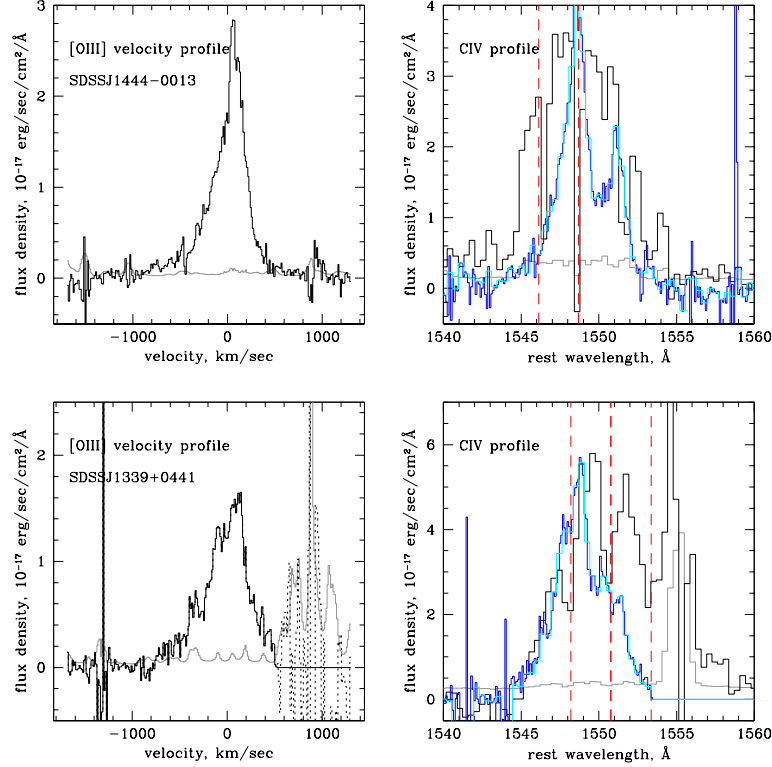 [OIII] velocity profile
SDSSJ1444−0013
3
2
1
0
flux density, 10⁻¹⁷ erg/sec/cm²/Å
−1000 0 1000
velocity, km/sec
CIV profile
4
3
2
1
0
flux density, 10⁻¹⁷ erg/sec/cm²/Å
1540 1545 1550 1555 1560
rest wavelength, Å
[OIII] velocity profile
SDSSJ1339+0441
2
1
0
flux density, 10⁻¹⁷ erg/sec/cm²/Å
−1000 0 1000
velocity, km/sec
CIV profile
6
4
2
0
flux density, 10⁻¹⁷ erg/sec/cm²/Å
1540 1545 1550 1555 1560
rest wavelength, Å